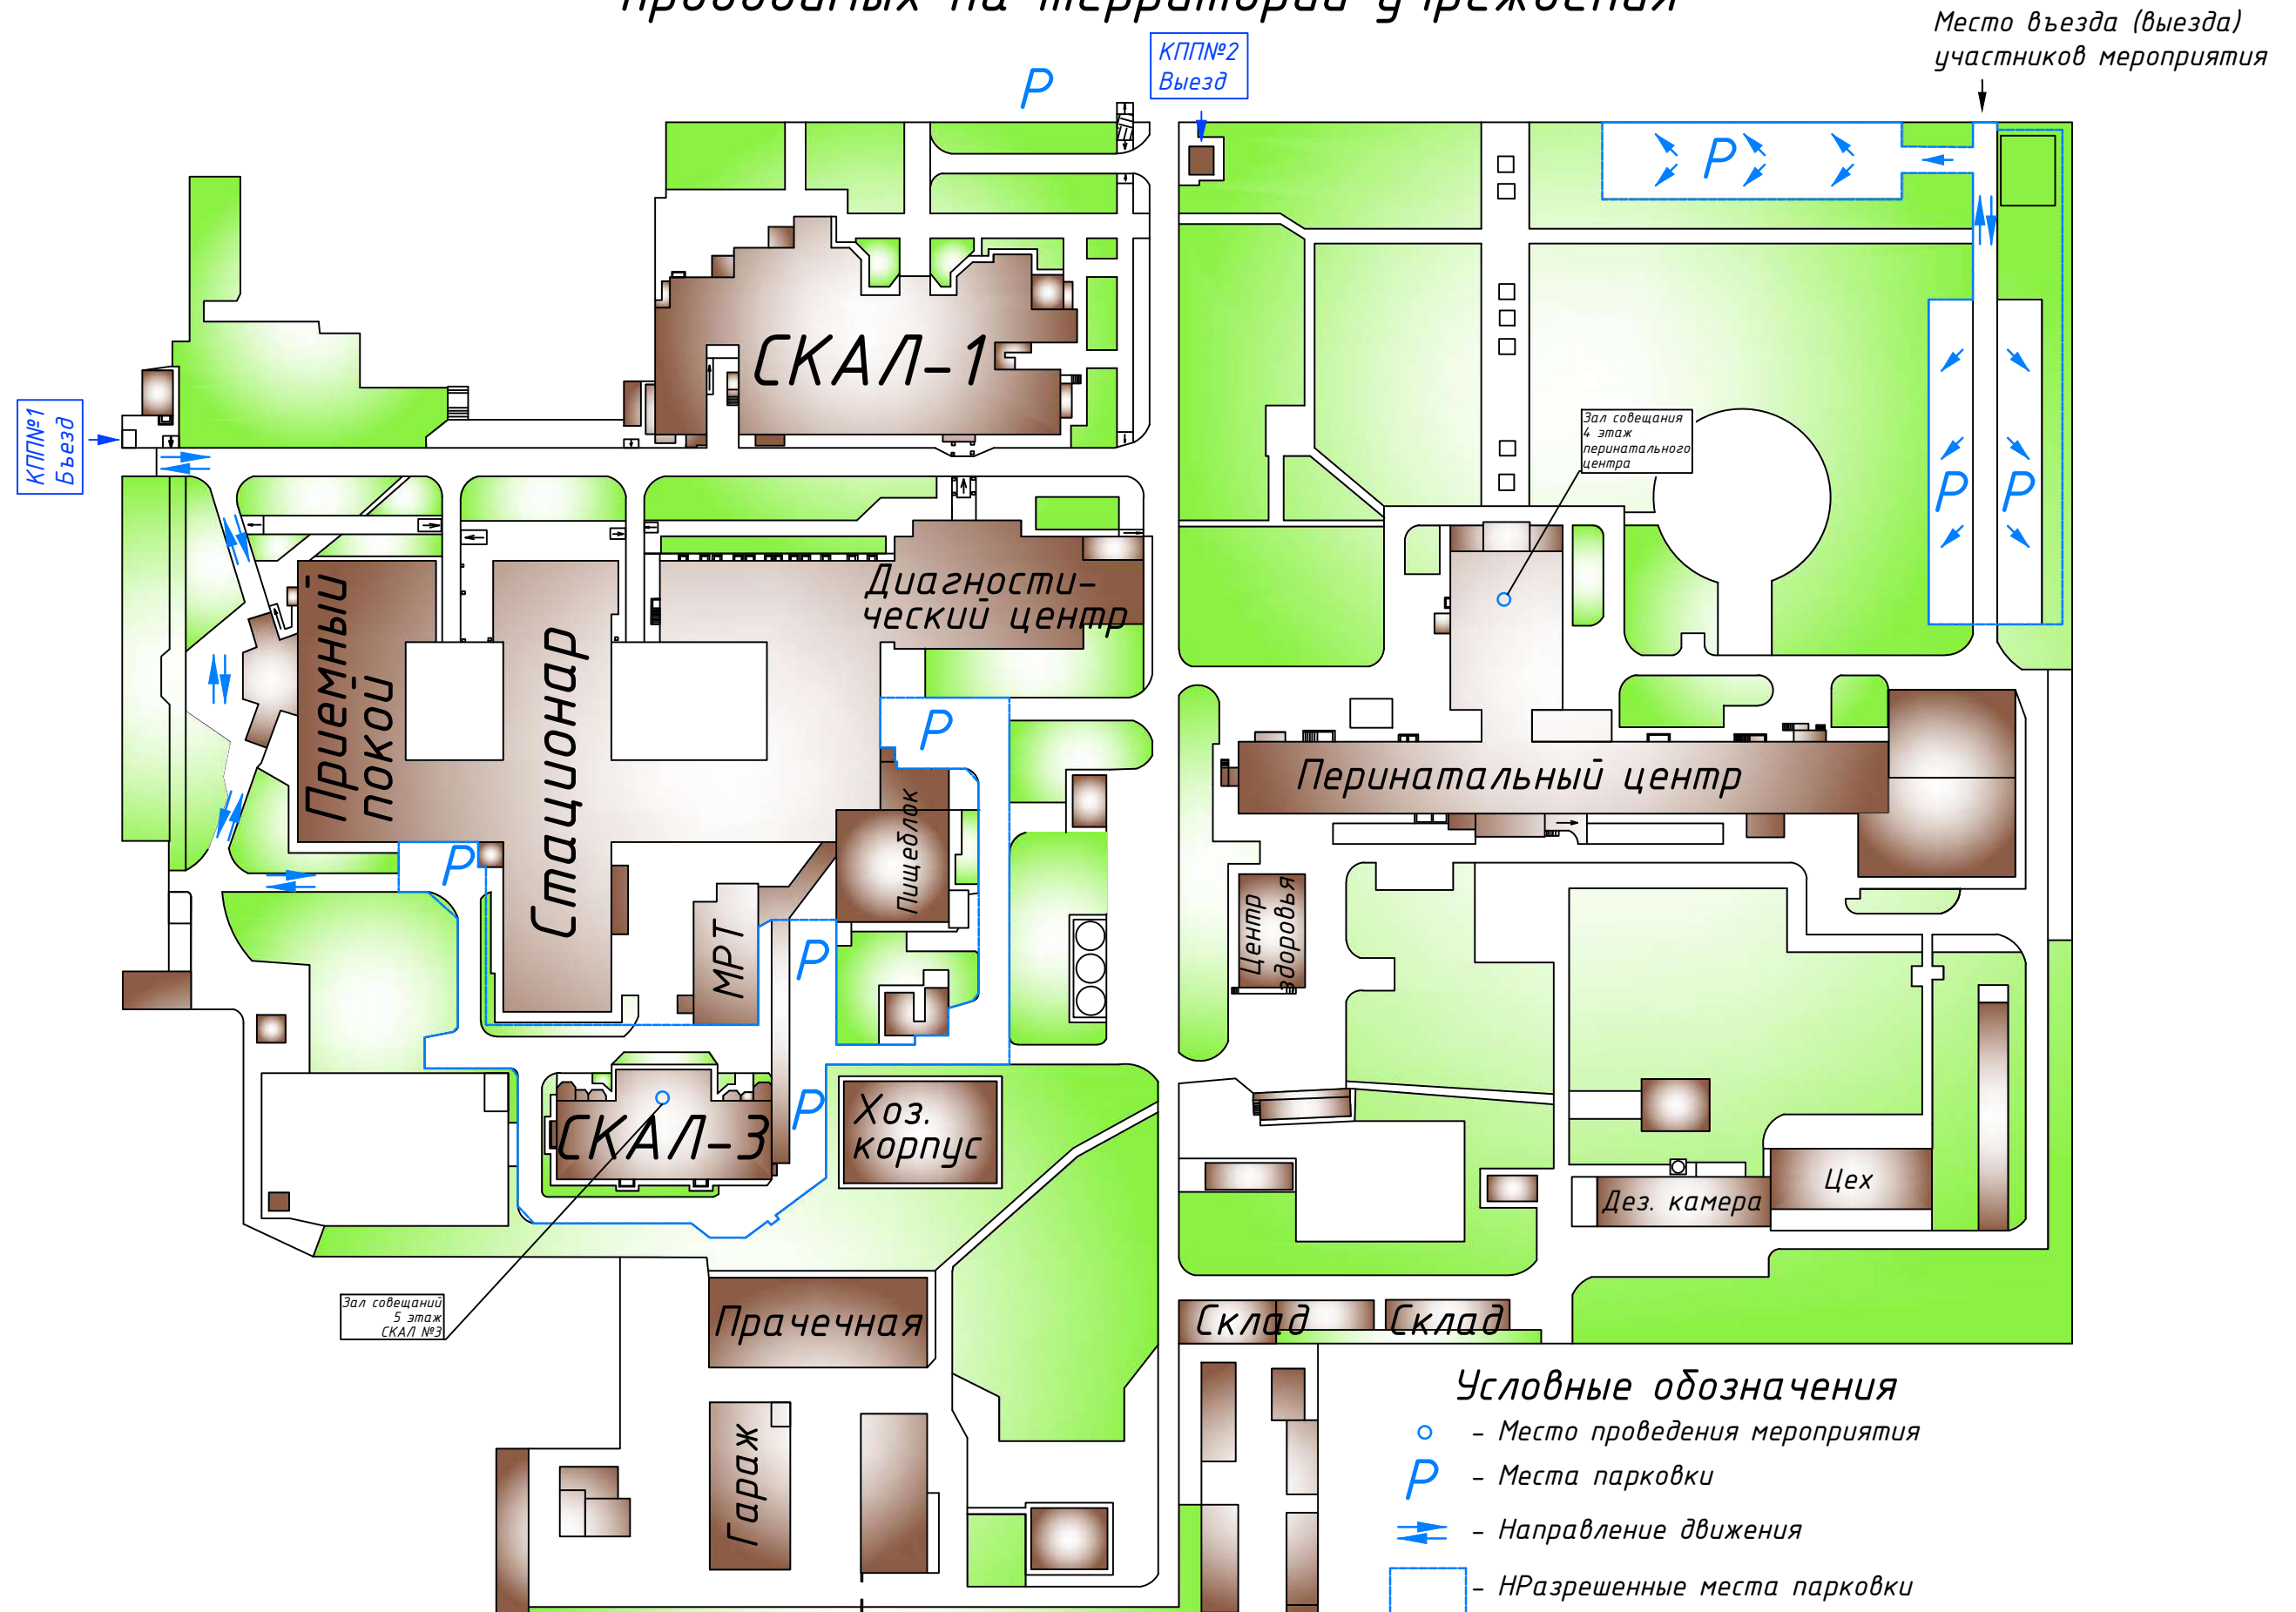 проводимых на территории учреждения
Место въезда (выезда)
участников мероприятия
КПП№2
Выезд
P
P
СКАЛ-1
КПП№1
Бъезд
Зал совещания
4 этаж
перинатального
центра
P
P
Диагности-
ческий центр
Приемный
покой
Стационар
P
Перинатальный центр
Пищеблок
P
МРТ
P
Центр
здоровья
P
СКАЛ-3
Хоз.
корпус
Дез. камера
Цех
Зал совещаний
5 этаж
СКАЛ №3
Прачечная
Склад
Склад
Гараж
Условные обозначения
- Место проведения мероприятия
P - Места парковки
- Направление движения
- НРазрешенные места парковки